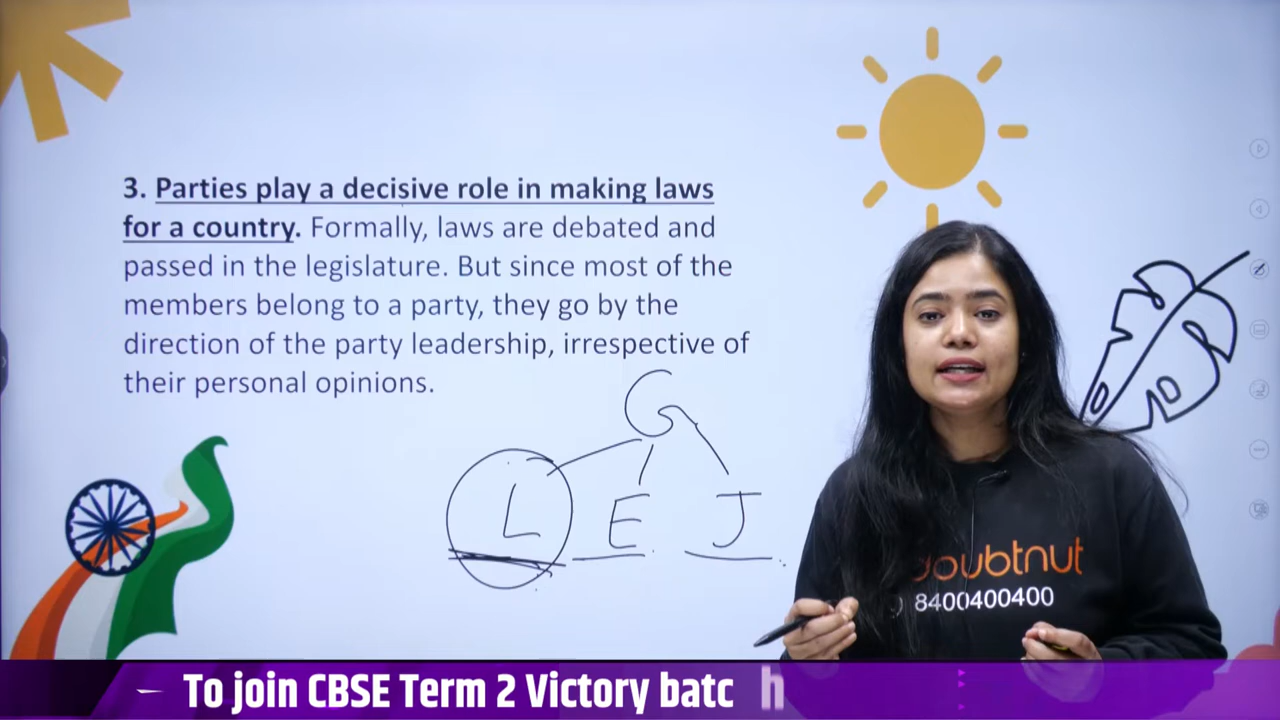 3. Parties play a decisive role in making laws
for a country. Formally, laws are debated and
passed in the legislature. But since most of the
members belong to a party, they go by the
direction of the party leadership, irrespective of
their personal opinions.
G
L E J
doubtnut
8400400400
To join CBSE Term 2 Victory batc h